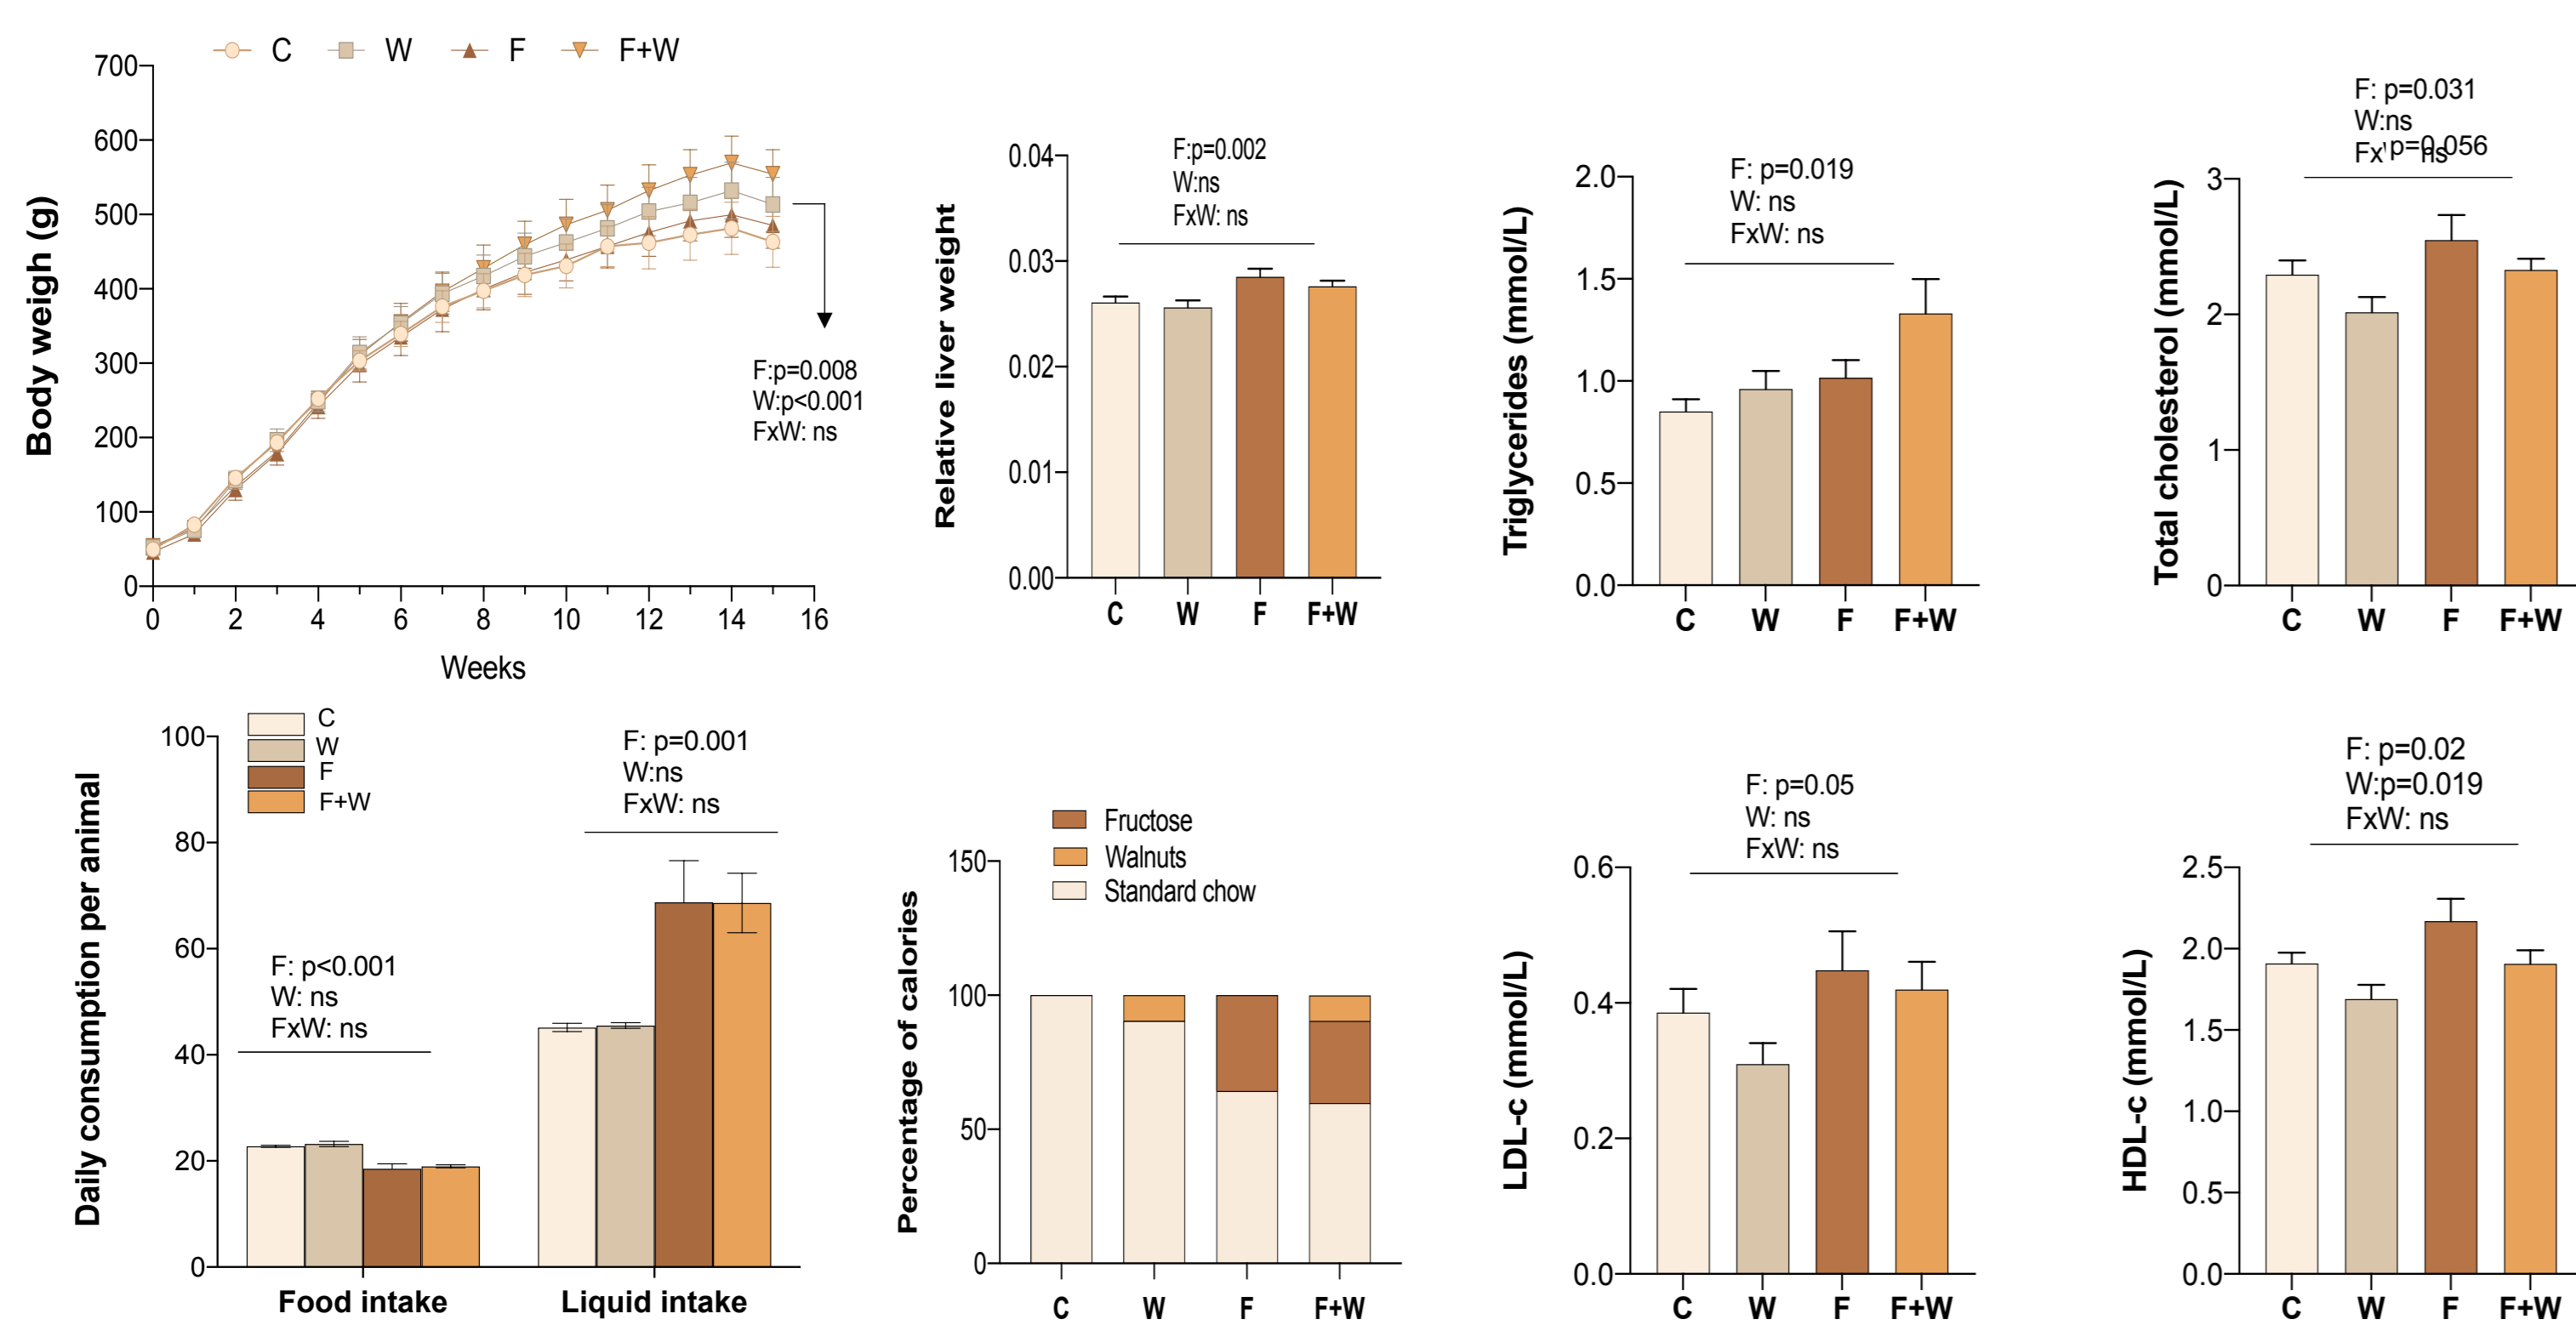 C W F F+W
Body weigh (g)
700
600
500
400
300
200
100
0
0 2 4 6 8 10 12 14 16
Weeks
F:p=0.008
W:p<0.001
FxW: ns
Relative liver weight
0.04
0.03
0.02
0.01
0.00
F:p=0.002
W:ns
FxW: ns
C W F F+W
Triglycerides (mmol/L)
2.0
1.5
1.0
0.5
0.0
F: p=0.019
W: ns
FxW: ns
C W F F+W
Total cholesterol (mmol/L)
3
2
1
0
F: p=0.031
W:ns
p=0.056
ns
C W F F+W
Daily consumption per animal
100
80
60
40
20
0
C
W
F
F+W
F: p<0.001
W: ns
FxW: ns
F: p=0.001
W:ns
FxW: ns
Food intake Liquid intake
Percentage of calories
150
100
50
0
Fructose
Walnuts
Standard chow
C W F F+W
LDL-c (mmol/L)
0.6
0.4
0.2
0.0
F: p=0.05
W: ns
FxW: ns
C W F F+W
HDL-c (mmol/L)
2.5
2.0
1.5
1.0
0.5
0.0
F: p=0.02
W:p=0.019
FxW: ns
C W F F+W